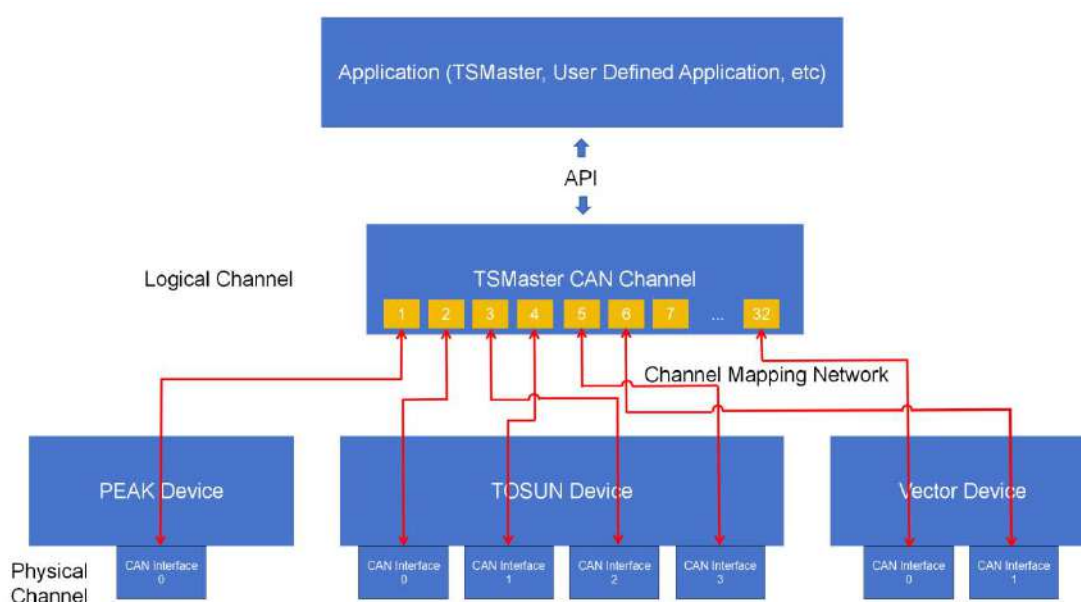 Application (TSMaster, User Defined Application, etc)
API
Logical Channel
TSMaster CAN Channel
1 2 3 4 5 6 7 ... 32
Channel Mapping Network
PEAK Device
TOSUN Device
Vector Device
Physical
Channel
CAN Interface
0
CAN Interface
0
CAN Interface
1
CAN Interface
2
CAN Interface
3
CAN Interface
0
CAN Interface
1